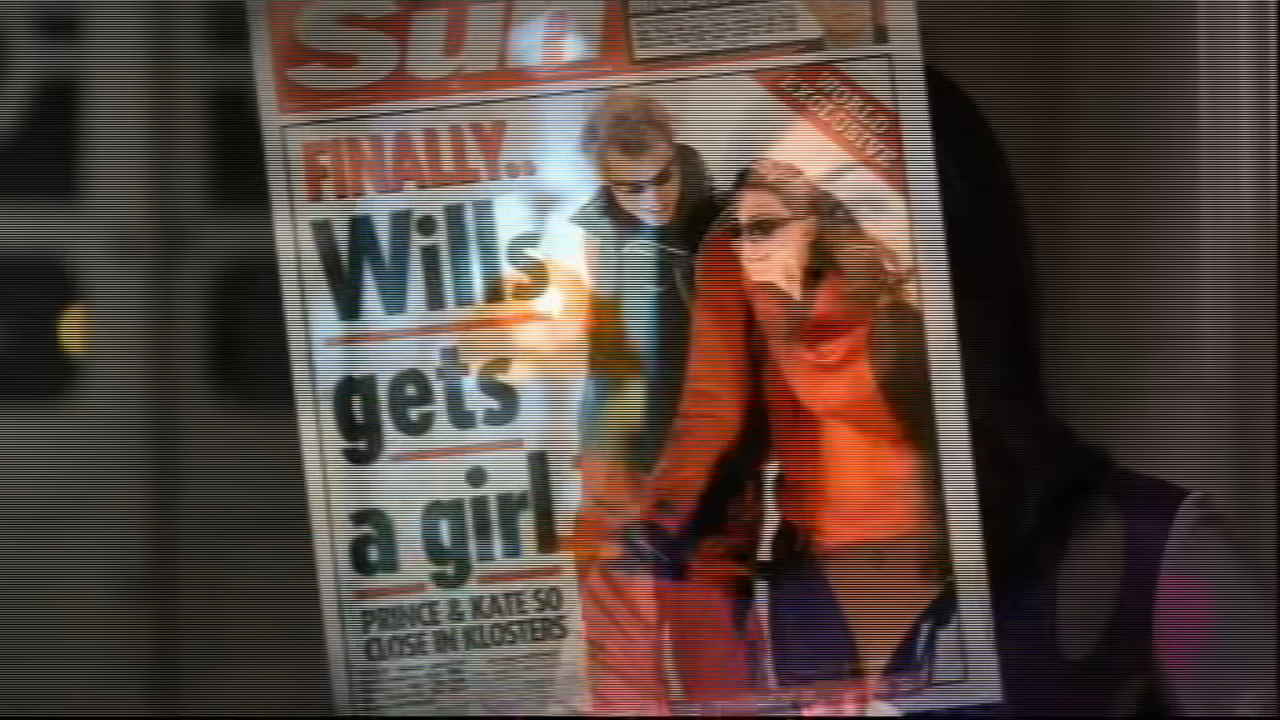 Sun
WORLD
EXCLUSIVE
FINALLY..
Wills
gets
a girl
PRINCE & KATE SO
CLOSE IN KLOSTERS